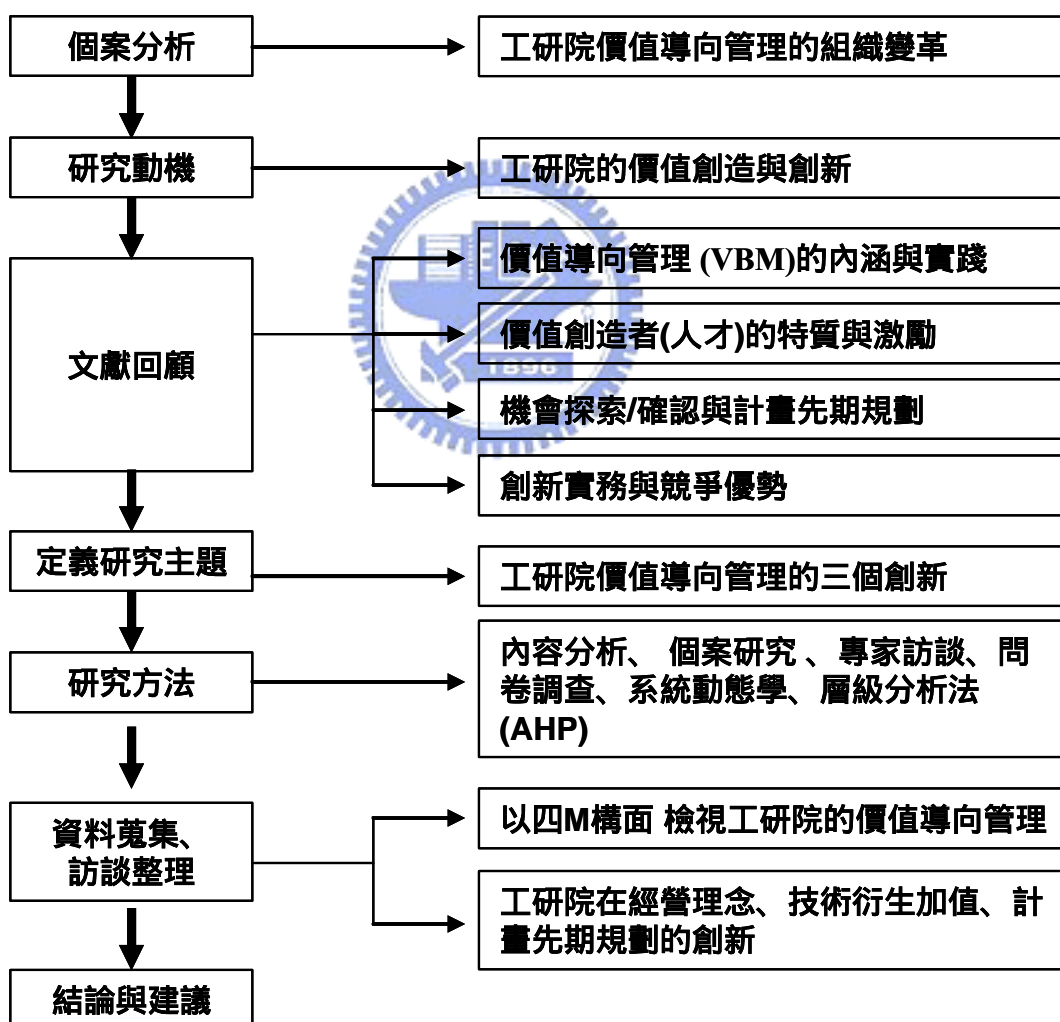 個案分析
工研院價值導向管理的組織變革
研究動機
工研院的價值創造與創新
文獻回顧
價值導向管理 (VBM)的內涵與實踐
價值創造者(人才)的特質與激勵
機會探索/確認與計畫先期規劃
創新實務與競爭優勢
1896
定義研究主題
工研院價值導向管理的三個創新
研究方法
內容分析、 個案研究 、專家訪談、問
卷調查、系統動態學、層級分析法
(AHP)
資料蒐集、
訪談整理
以四M構面 檢視工研院的價值導向管理
工研院在經營理念、技術衍生加值、計
畫先期規劃的創新
結論與建議